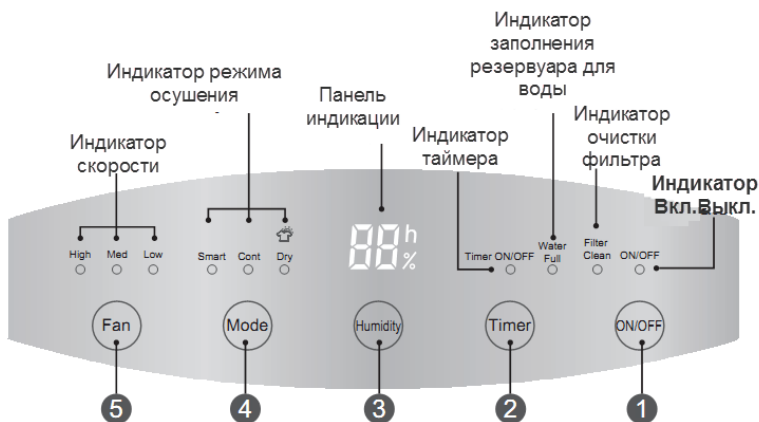 Индикатор
заполнения
резервуара для
воды
Индикатор режима
осушения
Панель
индикации
Индикатор
очистки
фильтра
Индикатор
таймера
Индикатор
скорости
Индикатор
Вкл.Выкл.
88 h
%
High Med Low
Smart Cont Dry
Timer ON/OFF
Water
Full
Filter
Clean
ON/OFF
Fan
Mode
Humidity
Timer
ON/OFF
5 4 3 2 1